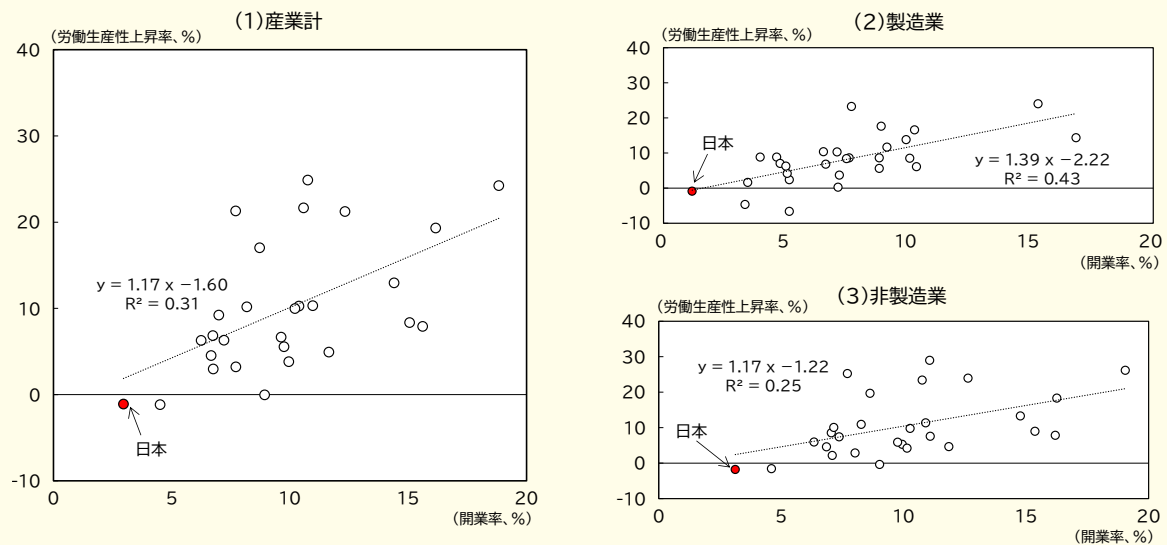 (1)産業計
(労働生産性上昇率、%)
40
30
20
10
0
-10
y = 1.17 x －1.60
R² = 0.31
日本
0 5 10 15 20
(開業率、%)
(2)製造業
(労働生産性上昇率、%)
40
30
20
10
0
-10
日本
y = 1.39 x －2.22
R² = 0.43
0 5 10 15 20
(開業率、%)
(3)非製造業
(労働生産性上昇率、%)
40
30
20
10
0
-10
y = 1.17 x －1.22
R² = 0.25
日本
0 5 10 15 20
(開業率、%)